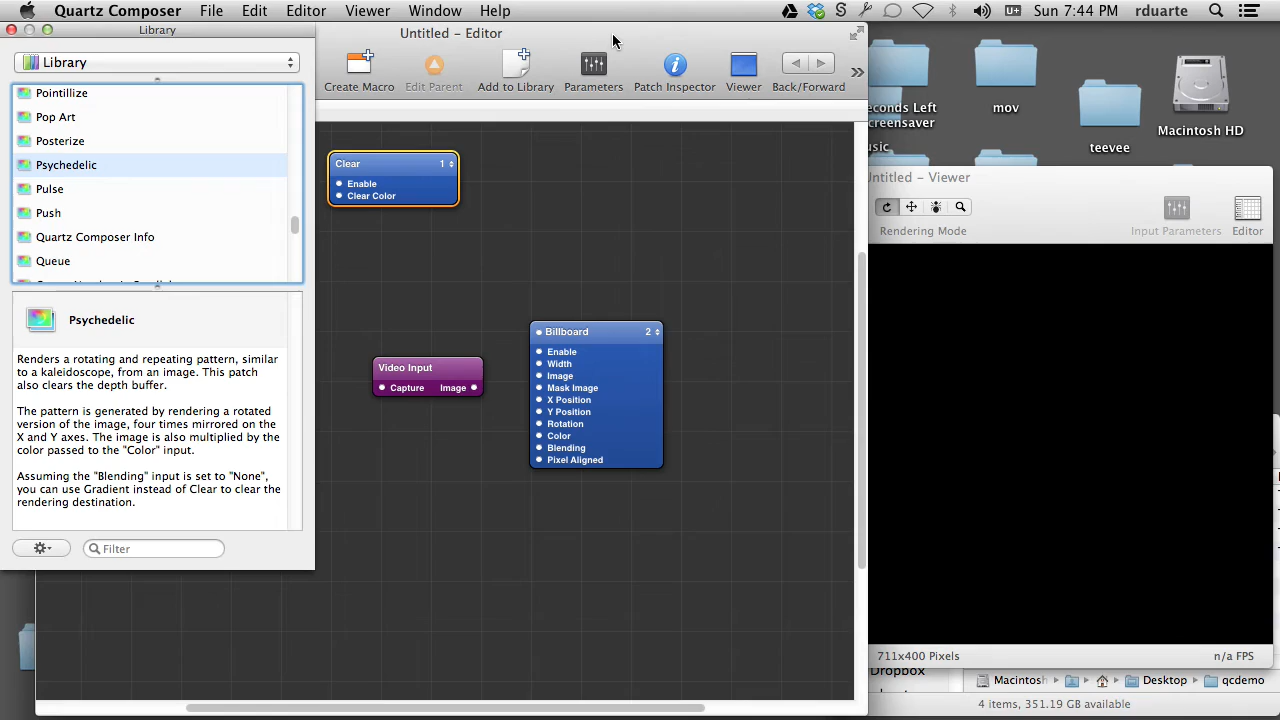 Quartz Composer File Edit Editor Viewer Window Help Sun 7:44 PM rduarte
Library
Library
Pointillize
Pop Art
Posterize
Psychedelic
Pulse
Push
Quartz Composer Info
Queue
Psychedelic
Renders a rotating and repeating pattern, similar
to a kaleidoscope, from an image. This patch
also clears the depth buffer.
The pattern is generated by rendering a rotated
version of the image, four times mirrored on the
X and Y axes. The image is also multiplied by the
color passed to the "Color" input.
Assuming the "Blending" input is set to "None",
you can use Gradient instead of Clear to clear the
rendering destination.
Filter
Untitled - Editor
Create Macro Edit Parent Add to Library Parameters Patch Inspector Viewer Back/Forward
Clear 1
Enable
Clear Color
Video Input
Capture Image
Billboard 2
Enable
Width
Image
Mask Image
X Position
Y Position
Rotation
Color
Blending
Pixel Aligned
econds Left
creensaver
mov
teevee
Macintosh HD
usic
Untitled - Viewer
Rendering Mode Input Parameters Editor
711x400 Pixels n/a FPS
Dropbox
Macintosh Desktop qcdemo
4 items, 351.19 GB available